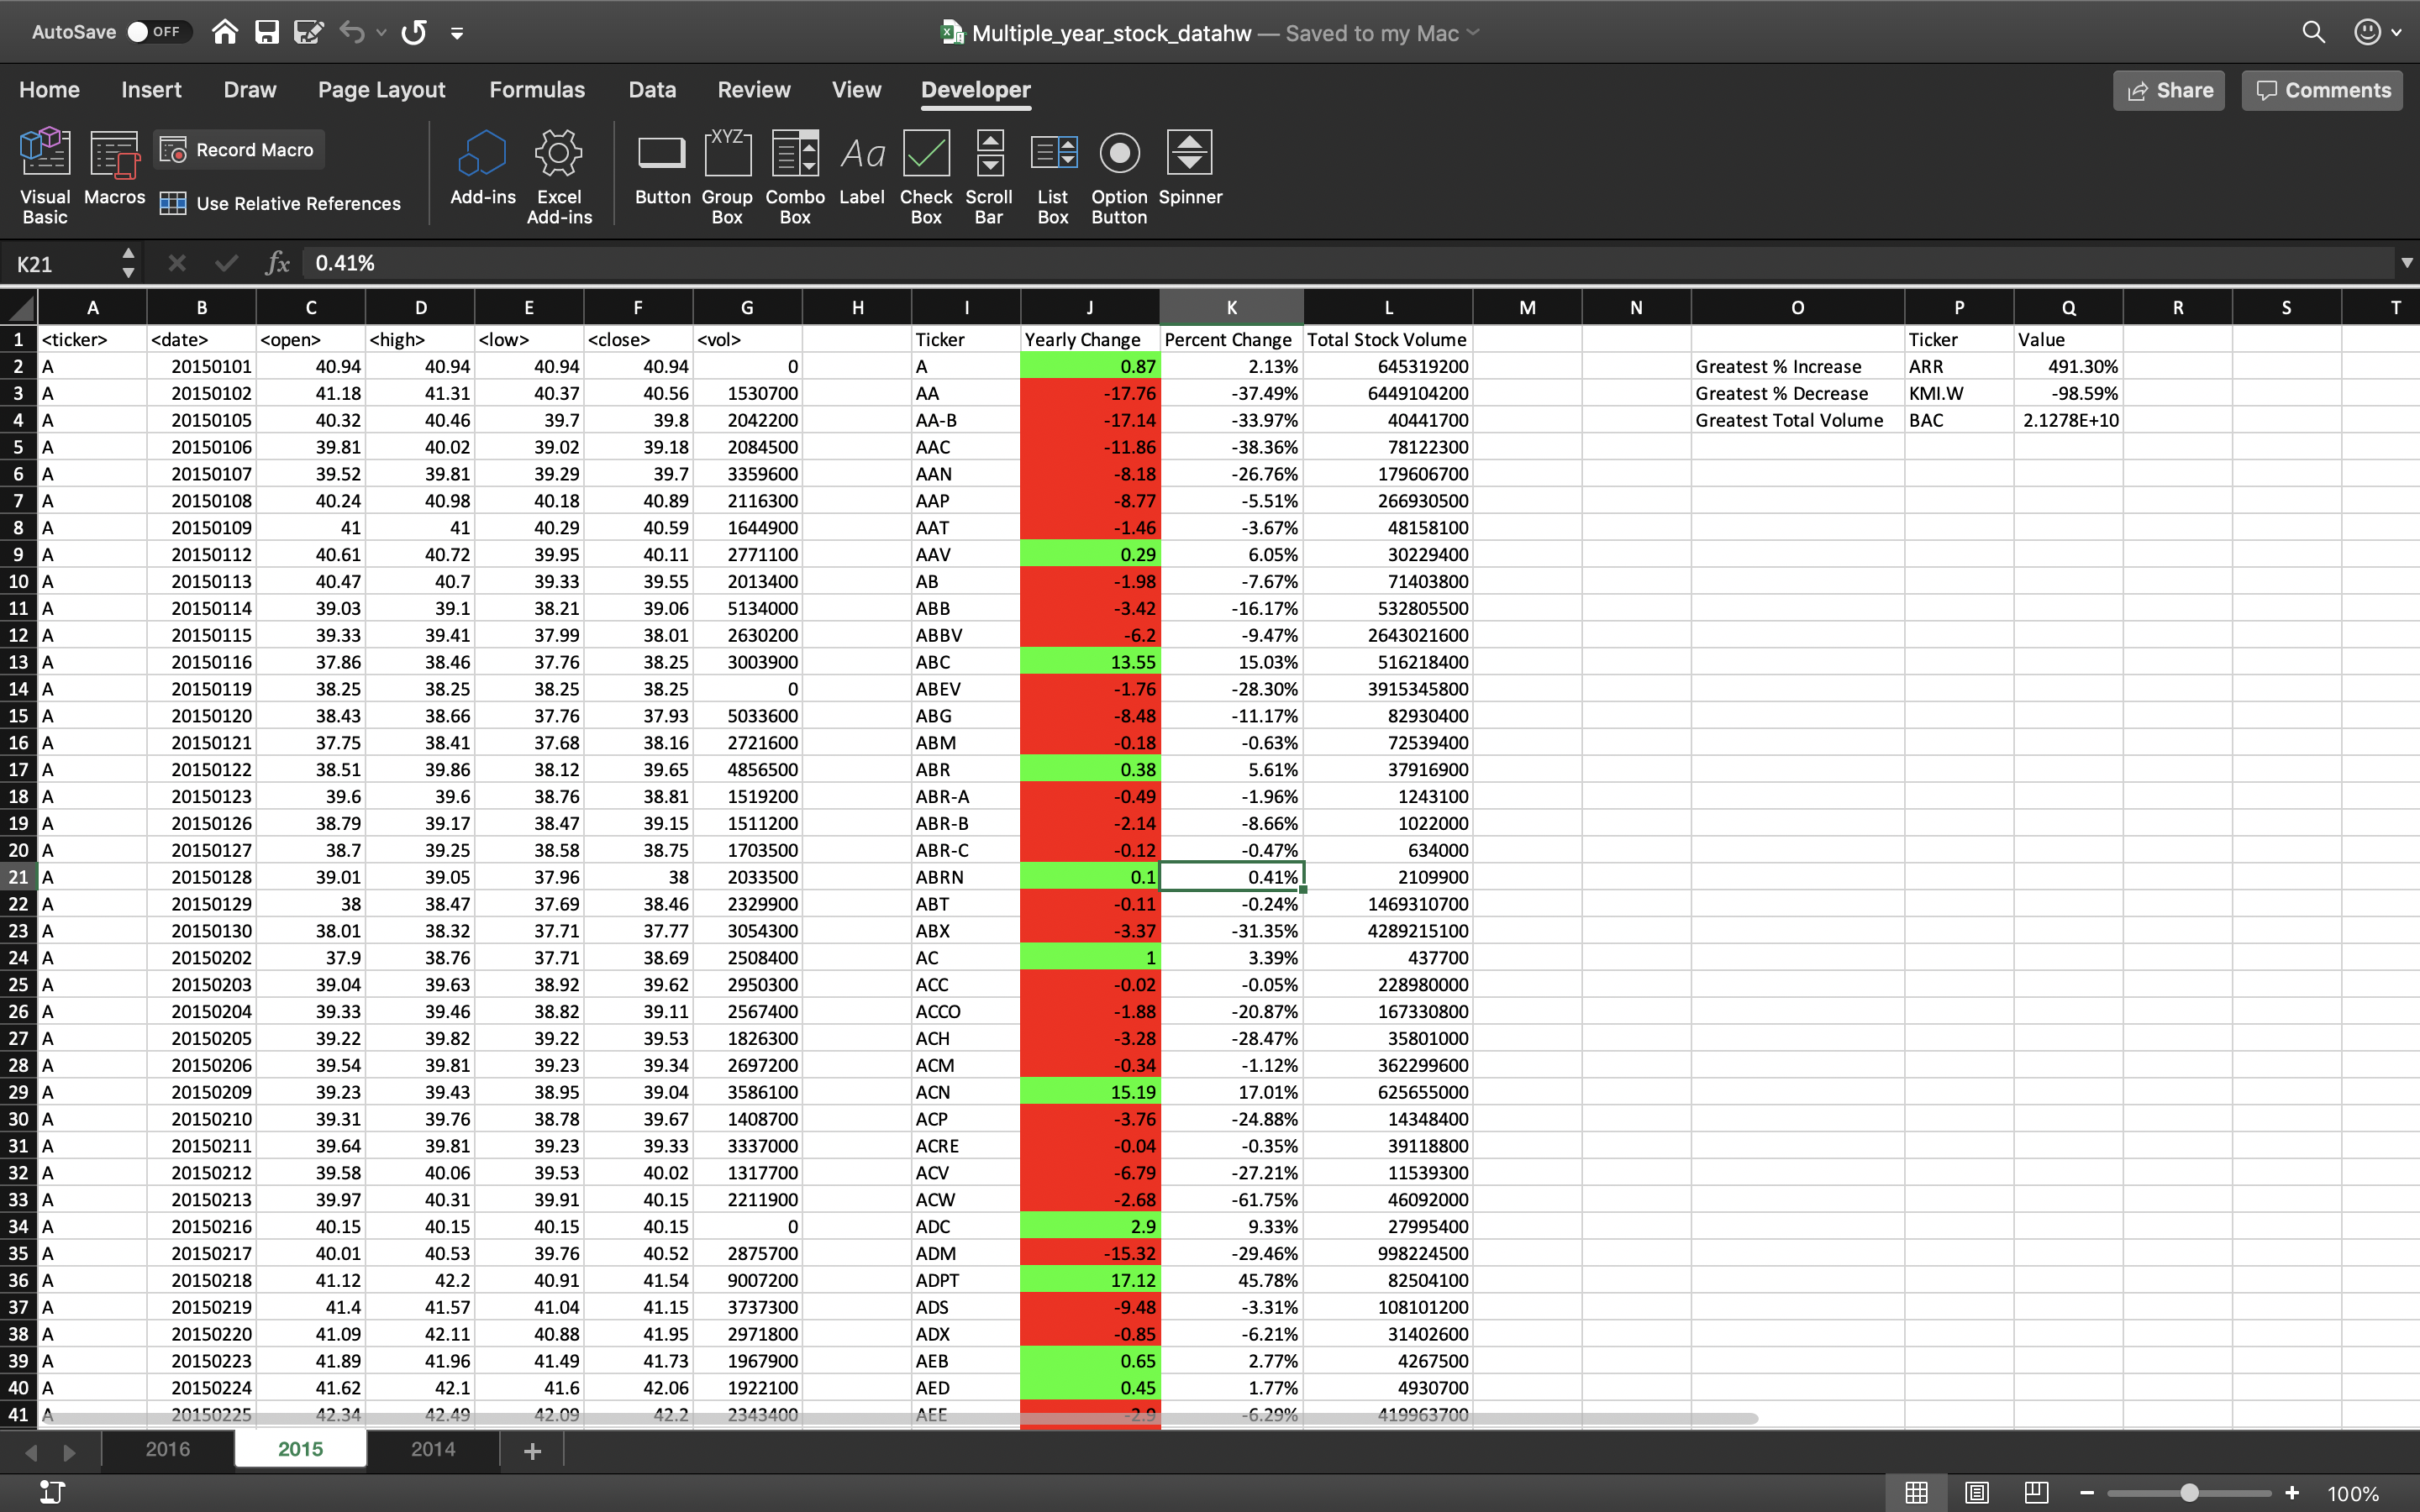 AutoSave OFF Multiple_year_stock_datahw — Saved to my Mac
Home Insert Draw Page Layout Formulas Data Review View Developer Share Comments
Visual Basic Macros Record Macro Use Relative References Add-ins Excel Add-ins Button Group Box Combo Box Label Check Box Scroll Bar List Box Option Button Spinner
K21 fx 0.41%
A B C D E F G H I J K L M N O P Q R S T
1 <ticker> <date> <open> <high> <low> <close> <vol> Ticker Yearly Change Percent Change Total Stock Volume Ticker Value
2 A 20150101 40.94 40.94 40.94 40.94 0 A 0.87 2.13% 645319200 Greatest % Increase ARR 491.30%
3 A 20150102 41.18 41.31 40.37 40.56 1530700 AA -17.76 -37.49% 6449104200 Greatest % Decrease KMI.W -98.59%
4 A 20150105 40.32 40.46 39.7 39.8 2042200 AA-B -17.14 -33.97% 40441700 Greatest Total Volume BAC 2.1278E+10
5 A 20150106 39.81 40.02 39.02 39.18 2084500 AAC -11.86 -38.36% 78122300
6 A 20150107 39.52 39.81 39.29 39.7 3359600 AAN -8.18 -26.76% 179606700
7 A 20150108 40.24 40.98 40.18 40.89 2116300 AAP -8.77 -5.51% 266930500
8 A 20150109 41 41 40.29 40.59 1644900 AAT -1.46 -3.67% 48158100
9 A 20150112 40.61 40.72 39.95 40.11 2771100 AAV 0.29 6.05% 30229400
10 A 20150113 40.47 40.7 39.33 39.55 2013400 AB -1.98 -7.67% 71403800
11 A 20150114 39.03 39.1 38.21 39.06 5134000 ABB -3.42 -16.17% 532805500
12 A 20150115 39.33 39.41 37.99 38.01 2630200 ABBV -6.2 -9.47% 2643021600
13 A 20150116 37.86 38.46 37.76 38.25 3003900 ABC 13.55 15.03% 516218400
14 A 20150119 38.25 38.25 38.25 38.25 0 ABEV -1.76 -28.30% 3915345800
15 A 20150120 38.43 38.66 37.76 37.93 5033600 ABG -8.48 -11.17% 82930400
16 A 20150121 37.75 38.41 37.68 38.16 2721600 ABM -0.18 -0.63% 72539400
17 A 20150122 38.51 39.86 38.12 39.65 4856500 ABR 0.38 5.61% 37916900
18 A 20150123 39.6 39.6 38.76 38.81 1519200 ABR-A -0.49 -1.96% 1243100
19 A 20150126 38.79 39.17 38.47 39.15 1511200 ABR-B -2.14 -8.66% 1022000
20 A 20150127 38.7 39.25 38.58 38.75 1703500 ABR-C -0.12 -0.47% 634000
21 A 20150128 39.01 39.05 37.96 38 2033500 ABRN 0.1 0.41% 2109900
22 A 20150129 38 38.47 37.69 38.46 2329900 ABT -0.11 -0.24% 1469310700
23 A 20150130 38.01 38.32 37.71 37.77 3054300 ABX -3.37 -31.35% 4289215100
24 A 20150202 37.9 38.76 37.71 38.69 2508400 AC 1 3.39% 437700
25 A 20150203 39.04 39.63 38.92 39.62 2950300 ACC -0.02 -0.05% 228980000
26 A 20150204 39.33 39.46 38.82 39.11 2567400 ACCO -1.88 -20.87% 167330800
27 A 20150205 39.22 39.82 39.22 39.53 1826300 ACH -3.28 -28.47% 35801000
28 A 20150206 39.54 39.81 39.23 39.34 2697200 ACM -0.34 -1.12% 362299600
29 A 20150209 39.23 39.43 38.95 39.04 3586100 ACN 15.19 17.01% 625655000
30 A 20150210 39.31 39.76 38.78 39.67 1408700 ACP -3.76 -24.88% 14348400
31 A 20150211 39.64 39.81 39.23 39.33 3337000 ACRE -0.04 -0.35% 39118800
32 A 20150212 39.58 40.06 39.53 40.02 1317700 ACV -6.79 -27.21% 11539300
33 A 20150213 39.97 40.31 39.91 40.15 2211900 ACW -2.68 -61.75% 46092000
34 A 20150216 40.15 40.15 40.15 40.15 0 ADC 2.9 9.33% 27995400
35 A 20150217 40.01 40.53 39.76 40.52 2875700 ADM -15.32 -29.46% 998224500
36 A 20150218 41.12 42.2 40.91 41.54 9007200 ADPT 17.12 45.78% 82504100
37 A 20150219 41.4 41.57 41.04 41.15 3737300 ADS -9.48 -3.31% 108101200
38 A 20150220 41.09 42.11 40.88 41.95 2971800 ADX -0.85 -6.21% 31402600
39 A 20150223 41.89 41.96 41.49 41.73 1967900 AEB 0.65 2.77% 4267500
40 A 20150224 41.62 42.1 41.6 42.06 1922100 AED 0.45 1.77% 4930700
41 A 20150225 42.34 42.49 42.09 42.2 2343400 AEE -2.9 -6.29% 419963700
2016 2015 2014 +
100%